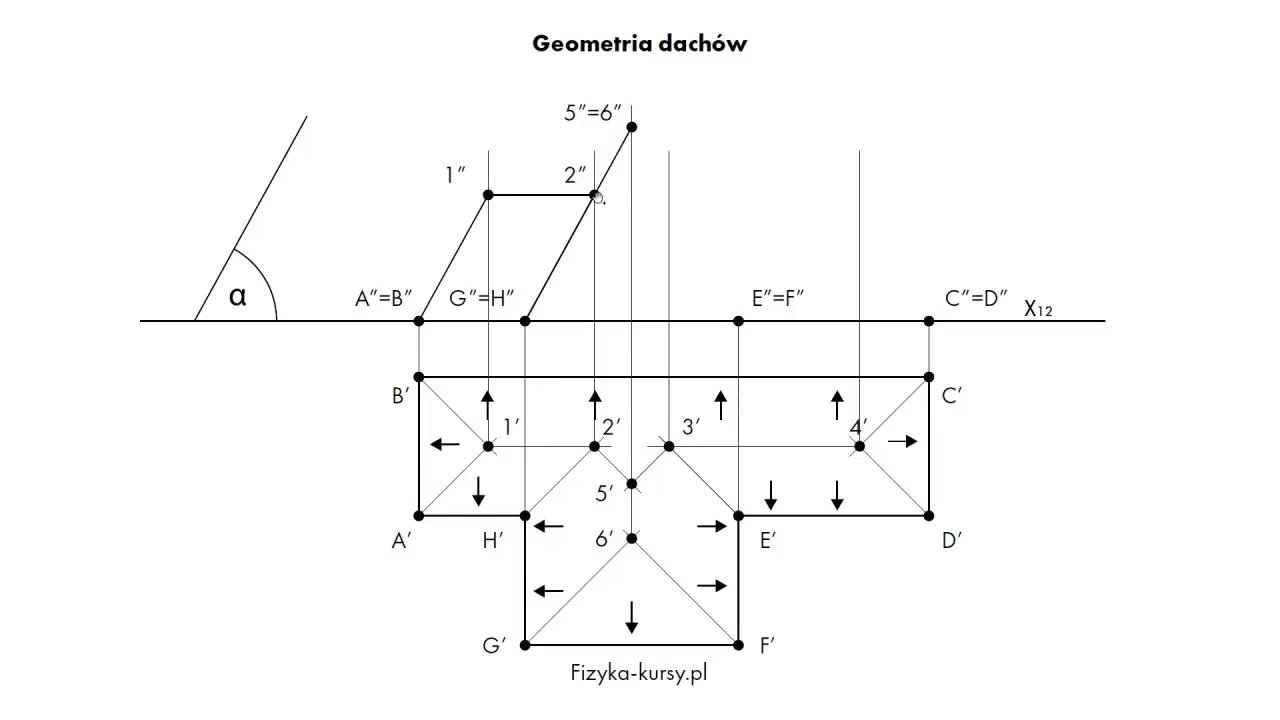 Geometria dachów
5”=6”
1” 2”
α
A”=B” G”=H” E”=F” C”=D” X12
B’ C’
1’ 2’ 3’ 4’
5’
A’ H’ 6’ E’ D’
G’ F’
Fizyka-kursy.pl